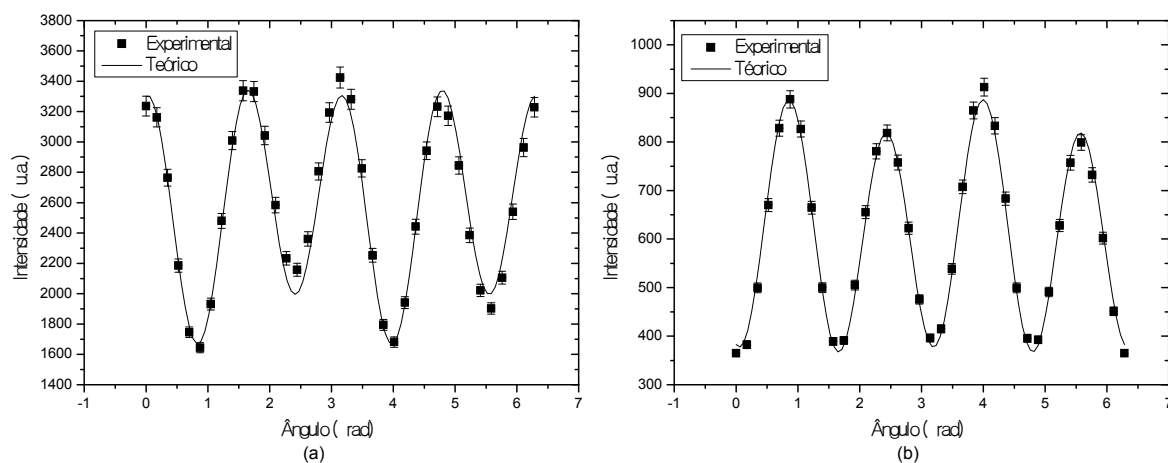 3800
3600
3400
3200
3000
2800
2600
2400
2200
2000
1800
1600
1400
Intensidade ( u.a.)
Experimental
Teórico
-1 0 1 2 3 4 5 6 7
Ângulo ( rad)
(a)
1000
900
800
700
600
500
400
300
Intensidade ( u.a.)
Experimental
Téorico
-1 0 1 2 3 4 5 6 7
Ângulo ( rad)
(b)